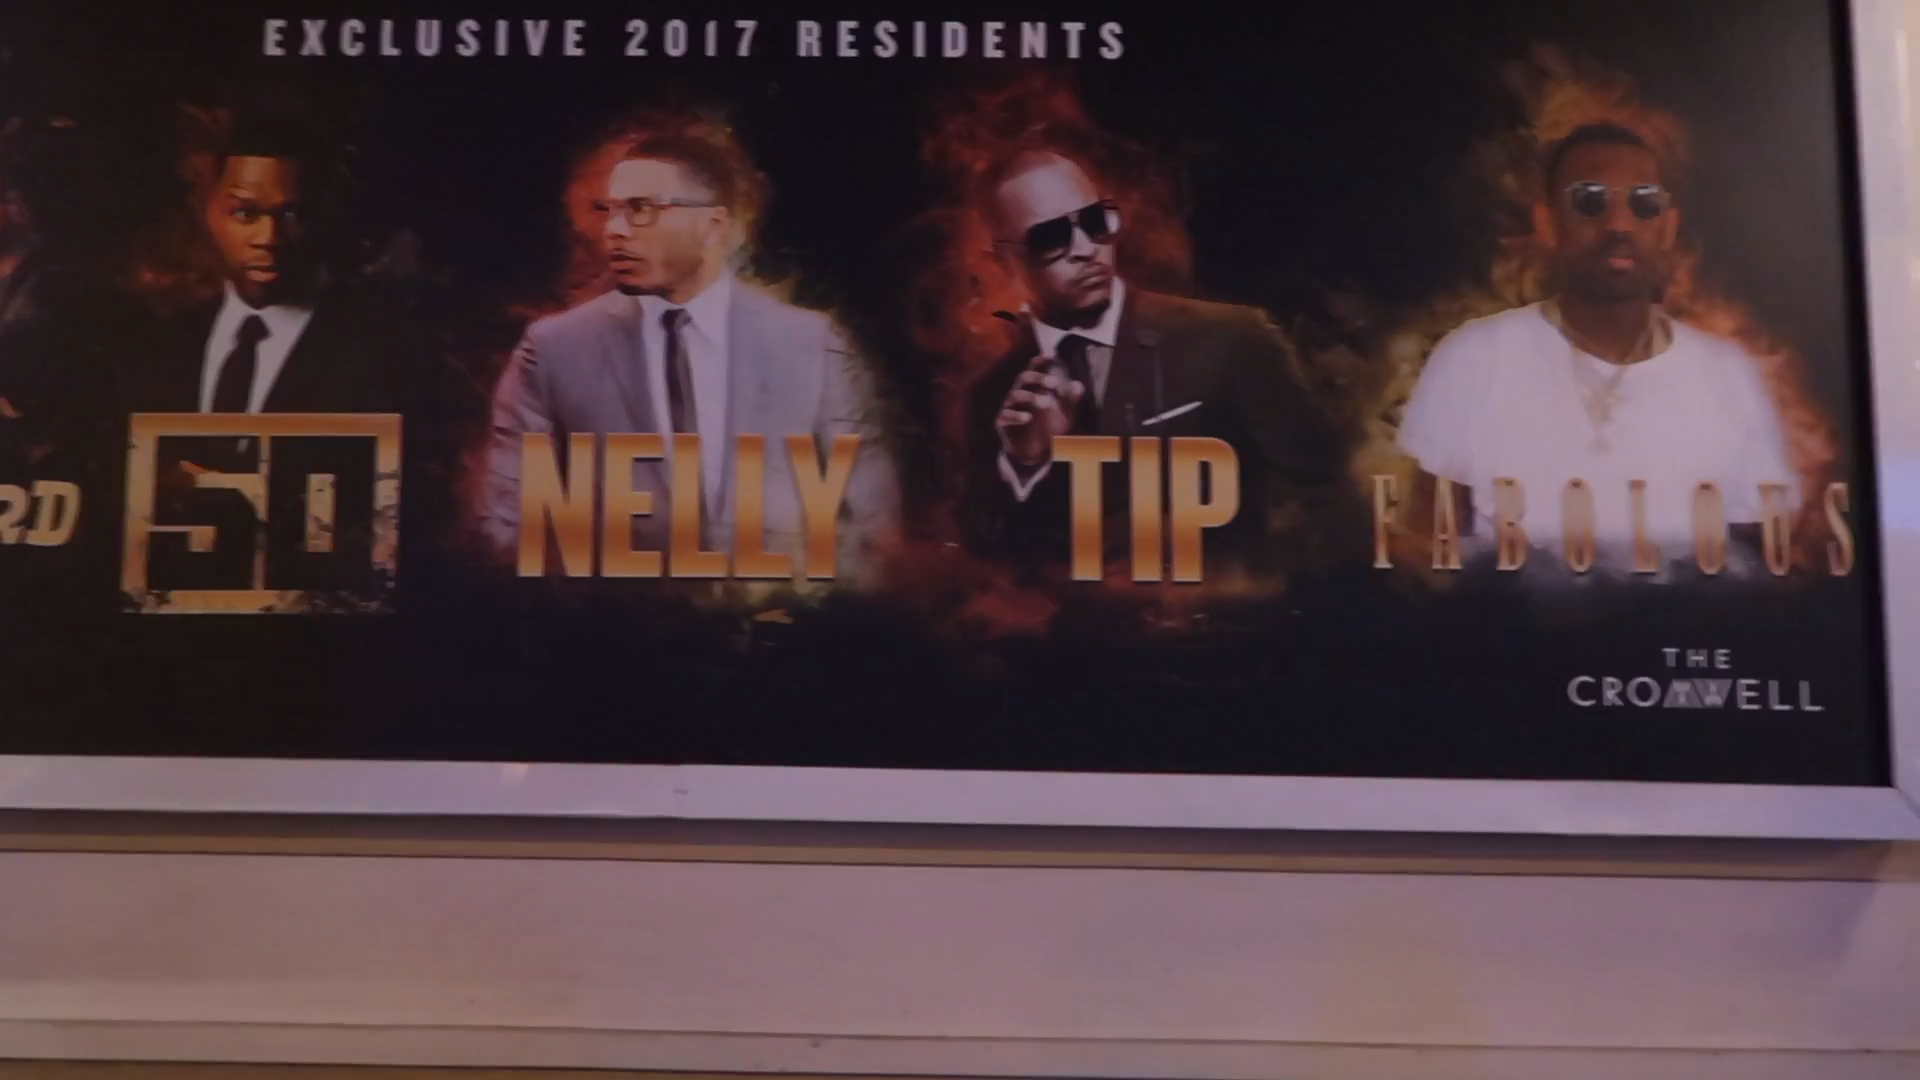 EXCLUSIVE 2017 RESIDENTS
RD
50
NELLY
TIP
FABOLOUS
THE
CROMWELL